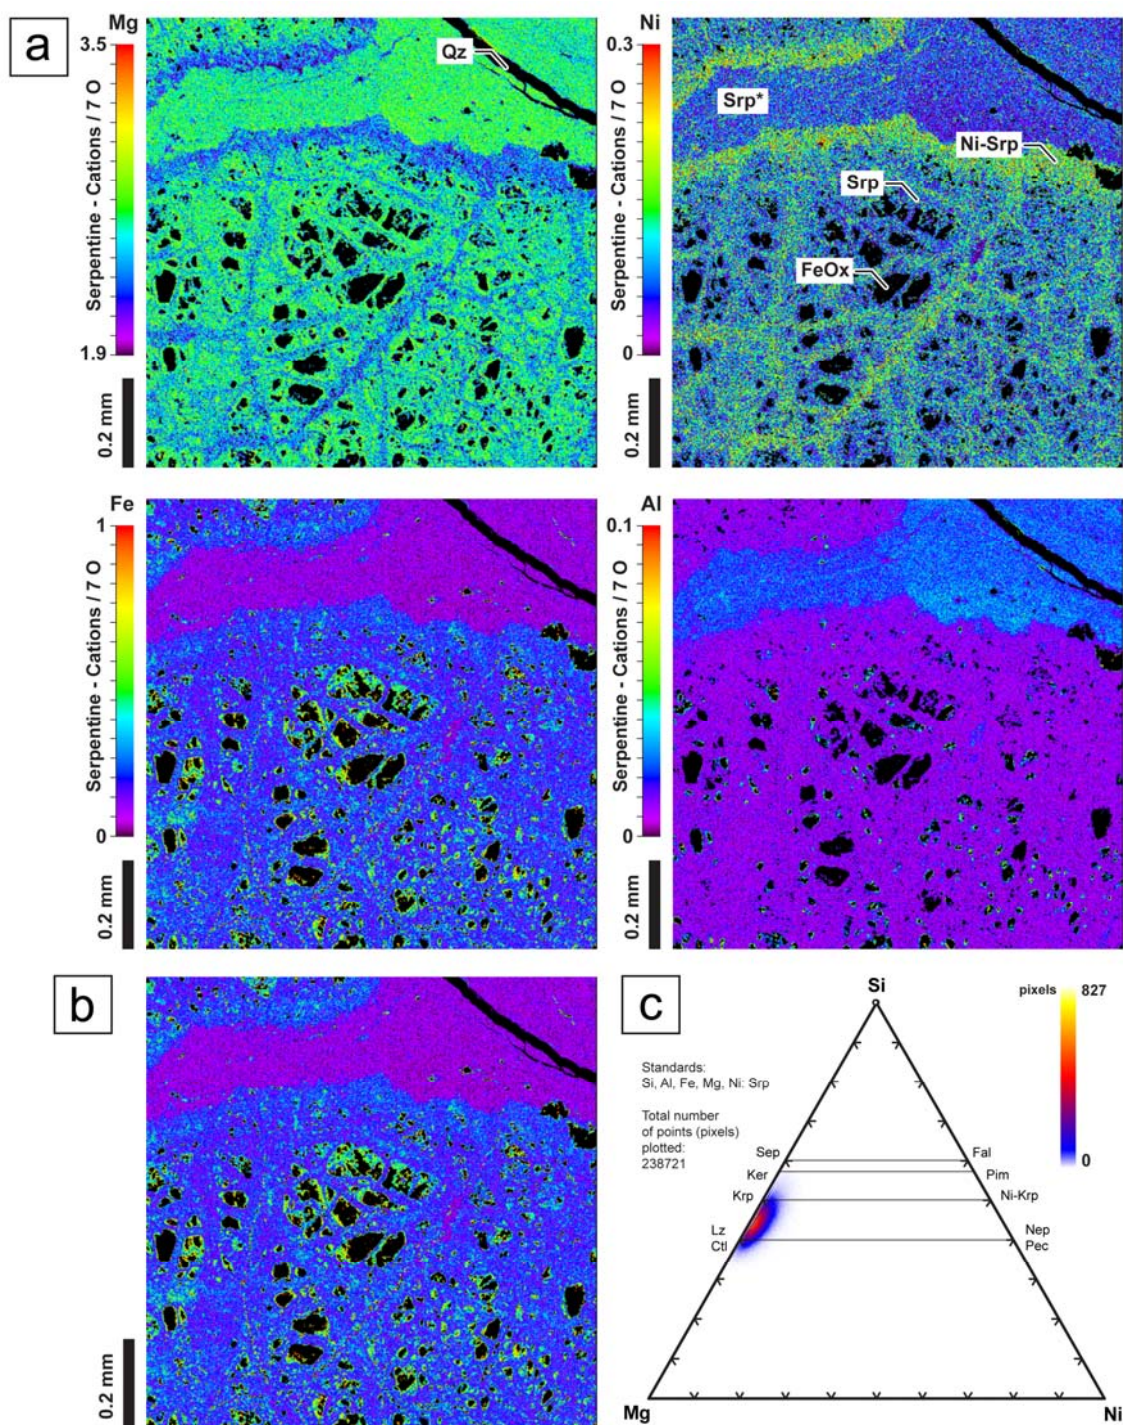 a
Mg
3.5
1.9
Serpentine - Cations / 7 O
0.2 mm
Qz
Ni
0.3
0
Serpentine - Cations / 7 O
0.2 mm
Srp*
Ni-Srp
Srp
FeOx
Fe
1
0
Serpentine - Cations / 7 O
0.2 mm
Al
0.1
0
Serpentine - Cations / 7 O
0.2 mm
b
0.2 mm
c
Si
pixels
827
0
Standards:
Si, Al, Fe, Mg, Ni: Srp
Total number
of points (pixels)
plotted:
238721
Sep
Fal
Ker
Pim
Krp
Ni-Krp
Lz
Nep
Ctl
Pec
Mg
Ni